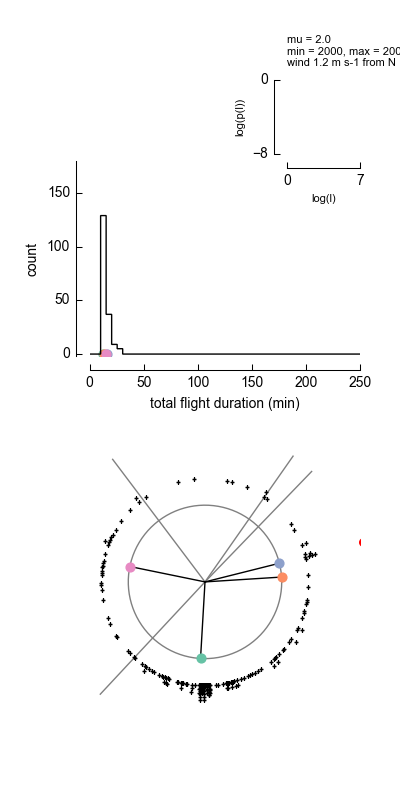 mu = 2.0
min = 2000, max = 200
wind 1.2 m s-1 from N
0
log(p(l))
-8
0 7
log(l)
150
100
count
50
0
0 50 100 150 200 250
total flight duration (min)